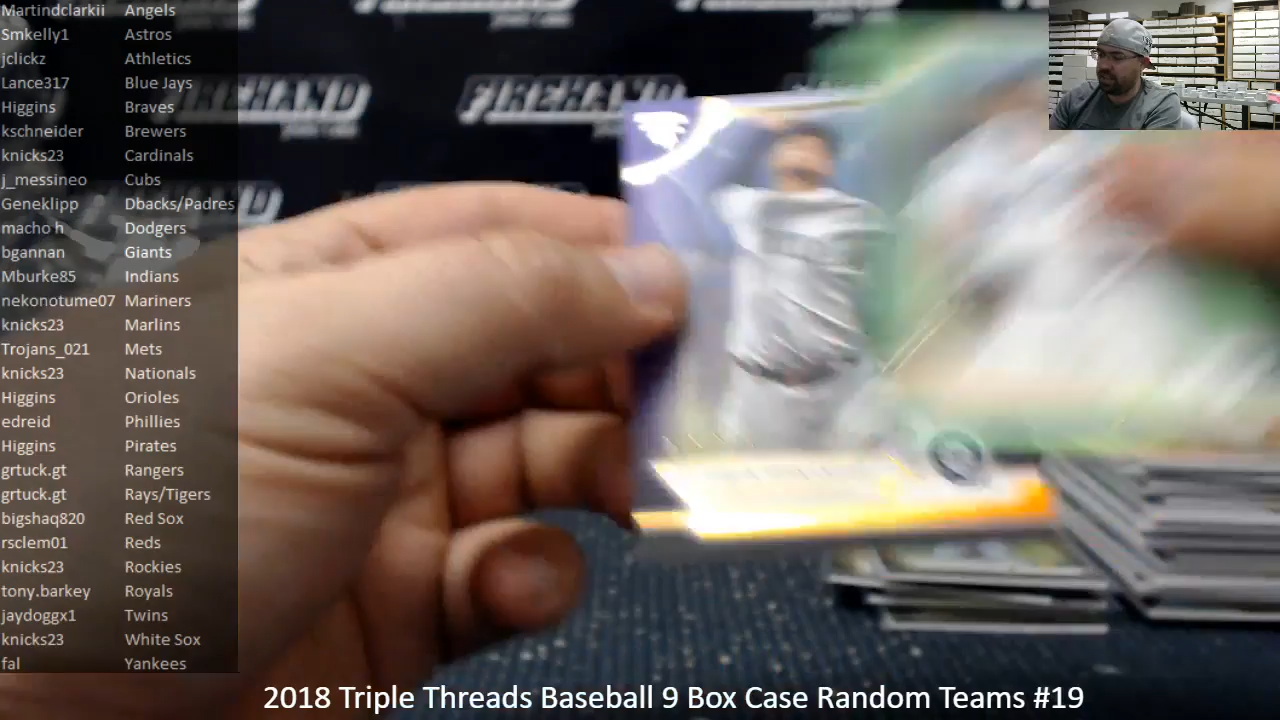 Martindclarkii Angels
Smkelly1 Astros
jclickz Athletics
Lance317 Blue Jays
Higgins Braves
kschneider Brewers
knicks23 Cardinals
j_messineo Cubs
Geneklipp Dbacks/Padres
macho h Dodgers
bgannan Giants
Mburke85 Indians
nekonotume07 Mariners
knicks23 Marlins
Trojans_021 Mets
knicks23 Nationals
Higgins Orioles
edreid Phillies
Higgins Pirates
grtuck.gt Rangers
grtuck.gt Rays/Tigers
bigshaq820 Red Sox
rsclem01 Reds
knicks23 Rockies
tony.barkey Royals
jaydoggx1 Twins
knicks23 White Sox
fal Yankees
FIREHAND
2018 Triple Threads Baseball 9 Box Case Random Teams #19